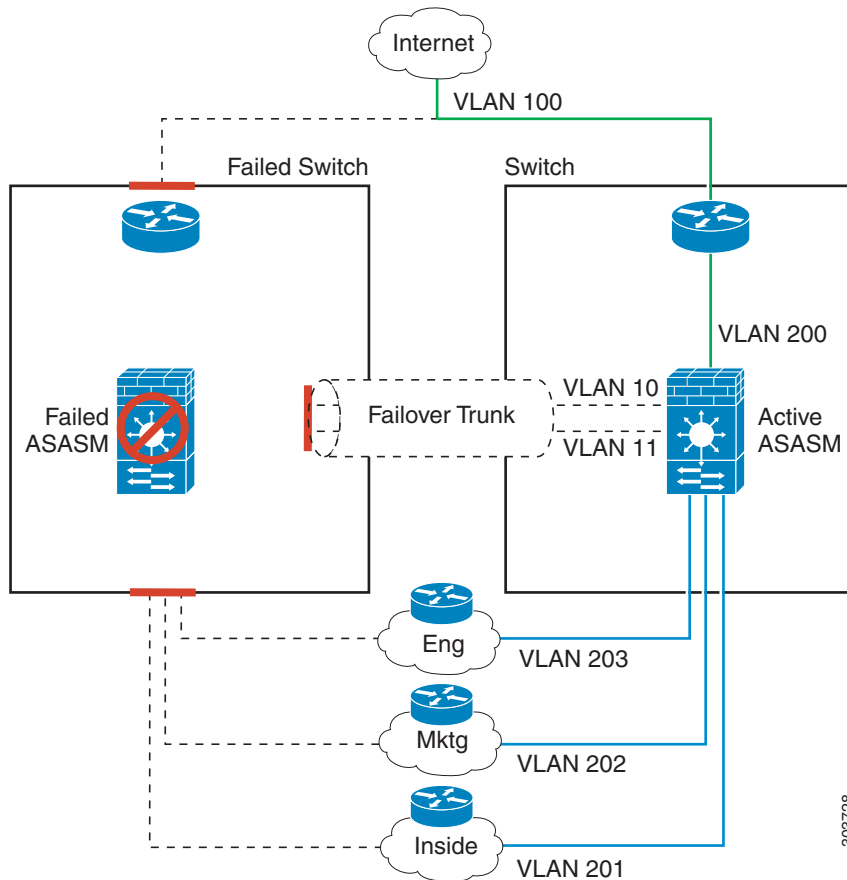 Internet
VLAN 100
Failed Switch
Switch
VLAN 200
Failed
ASASM
Failover Trunk
VLAN 10
VLAN 11
Active
ASASM
Eng
VLAN 203
Mktg
VLAN 202
Inside
VLAN 201